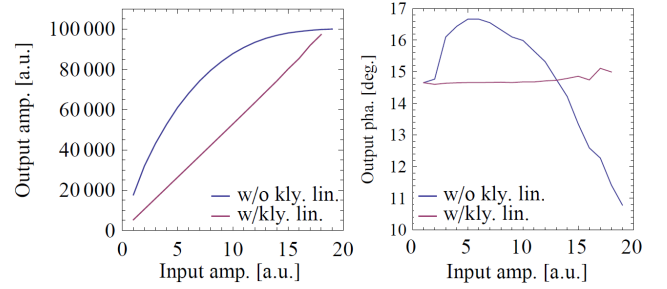 Output amp. [a.u.]
100 000
80 000
60 000
40 000
20 000
0
w/o kly. lin.
w/kly. lin.
0 5 10 15 20
Input amp. [a.u.]
Output pha. [deg.]
17
16
15
14
13
12
11
10
w/o kly. lin.
w/kly. lin.
0 5 10 15 20
Input amp. [a.u.]